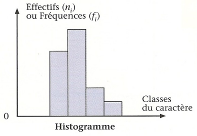 Effectifs (nᵢ)
ou Fréquences (fᵢ)
Classes
du caractère
0
Histogramme